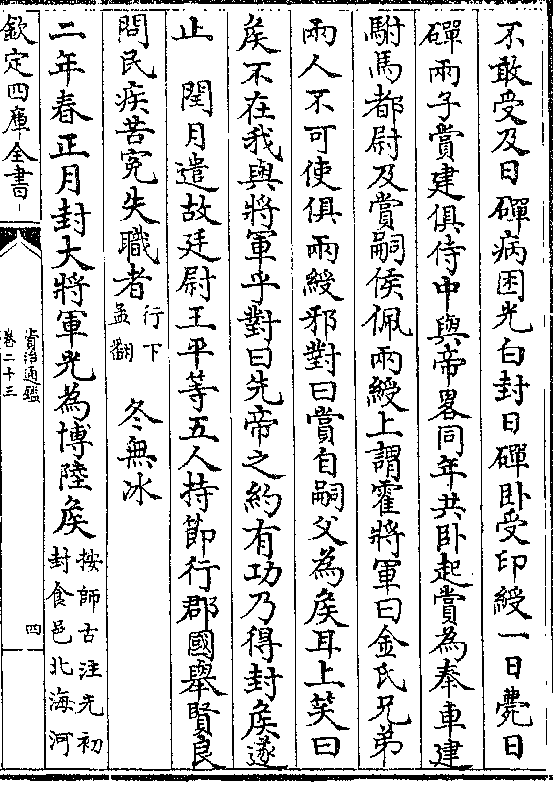 不敢受及日磾病困光白封日磾卧受印綬一日薨日
磾兩子賞建俱侍中與帝畧同年共卧起賞為奉車建
駙馬都尉及賞嗣侯佩兩綬上謂霍將軍曰金氏兄弟
兩人不可使俱兩綬邪對曰賞自嗣父為矦耳上笑曰
矦不在我與將軍乎對曰先帝之約有功乃得封矦遂
止　閏月遣故廷尉王平等五人持節行郡國舉賢良
問民疾苦寃失職者行下孟翻　冬無冰
二年春正月封大將軍光為博陸矦按師古注光初封食邑北海河
欽定四庫全書
資治通鑑
卷二十三
四